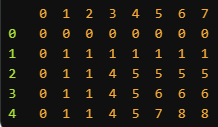 0 1 2 3 4 5 6 7
0 0 0 0 0 0 0 0 0
1 0 1 1 1 1 1 1 1
2 0 1 1 4 5 5 5 5
3 0 1 1 4 5 6 6 6
4 0 1 1 4 5 7 8 8